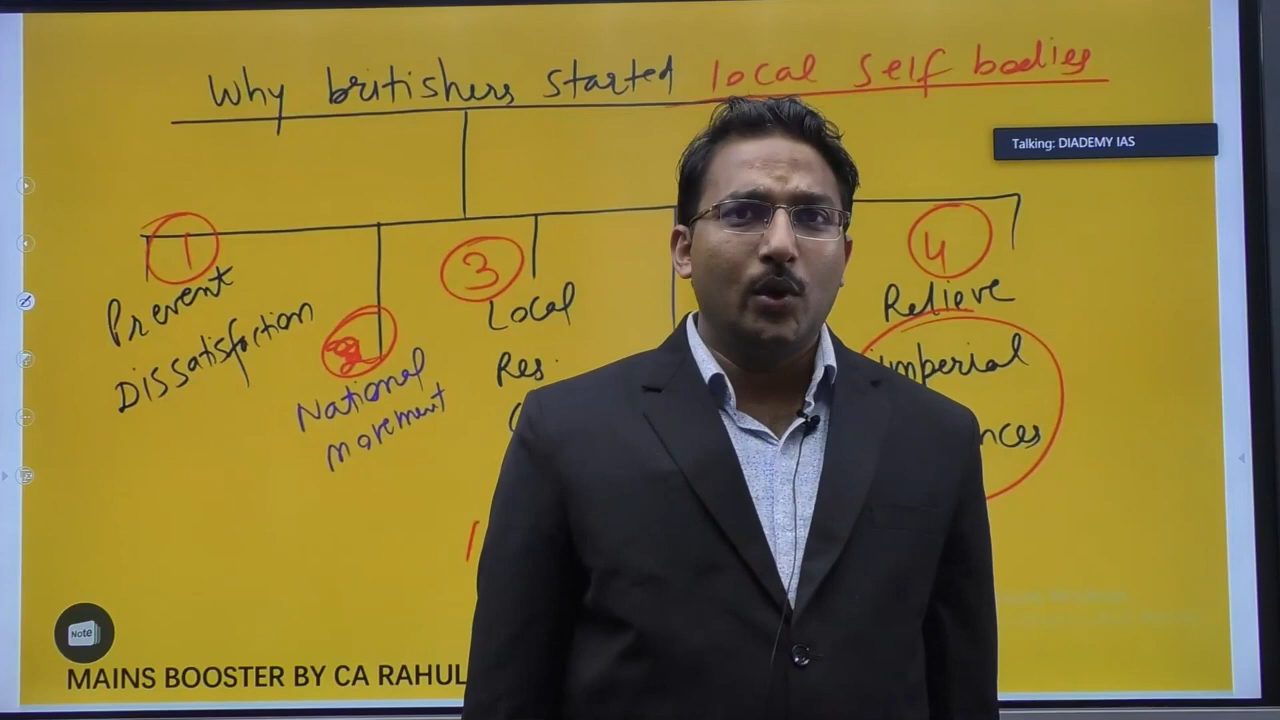 Why britishers started local self bodies
Talking: DIADEMY IAS
1
Prevent
Dissatisfaction
2
National
movement
3
Local
Res.
4
Relieve
imperial
Note
MAINS BOOSTER BY CA RAHUL